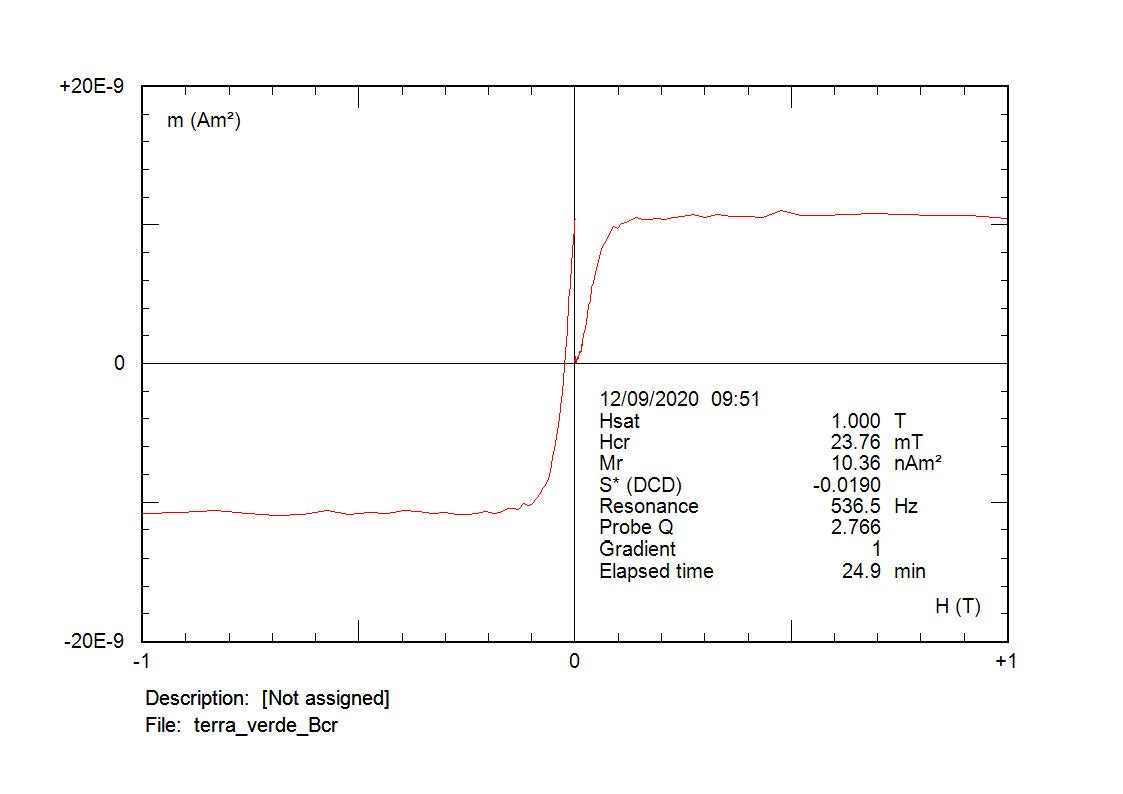 +20E-9
m (Am²)
0
12/09/2020 09:51
Hsat 1.000 T
Hcr 23.76 mT
Mr 10.36 nAm²
S* (DCD) -0.0190
Resonance 536.5 Hz
Probe Q 2.766
Gradient 1
Elapsed time 24.9 min
H (T)
-20E-9
-1 0 +1
Description: [Not assigned]
File: terra_verde_Bcr